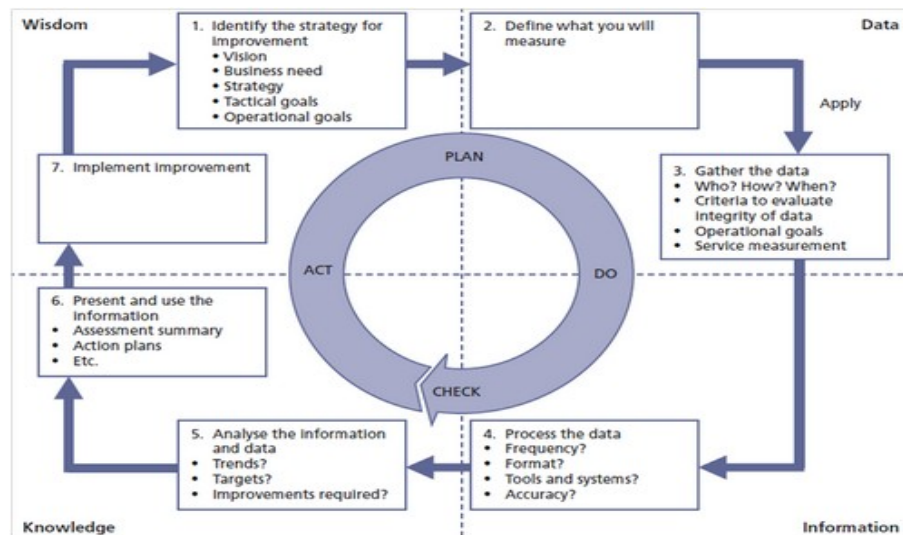 Wisdom
1. Identify the strategy for
improvement
• Vision
• Business need
• Strategy
• Tactical goals
• Operational goals
2. Define what you will
measure
Data
Apply
7. Implement improvement
PLAN
3. Gather the data
• Who? How? When?
• Criteria to evaluate
integrity of data
• Operational goals
• Service measurement
ACT
DO
6. Present and use the
information
• Assessment summary
• Action plans
• Etc.
CHECK
5. Analyse the information
and data
• Trends?
• Targets?
• Improvements required?
4. Process the data
• Frequency?
• Format?
• Tools and systems?
• Accuracy?
Knowledge
Information